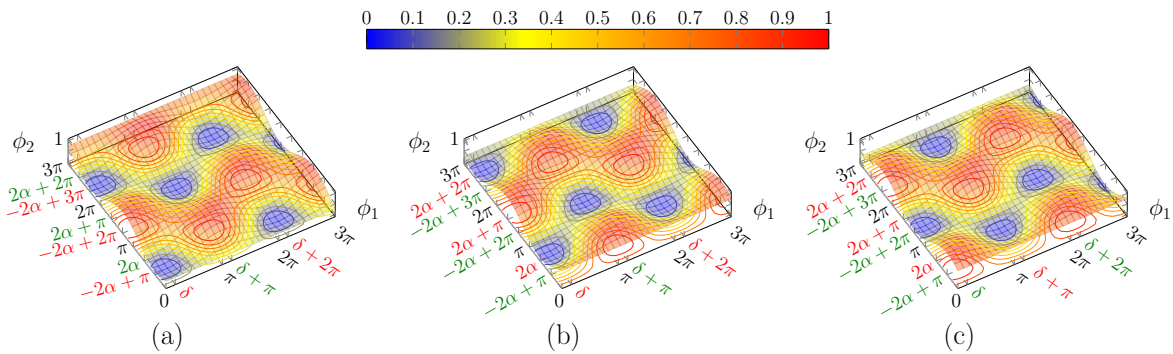 0 0.1 0.2 0.3 0.4 0.5 0.6 0.7 0.8 0.9 1
ϕ₂ 1
3π
2α + 2π
−2α + 3π
2π
2α + π
−2α + 2π
π
2α
−2α + π
0
δ
π
δ + π
2π
δ + 2π
3π
ϕ₁
(a)
ϕ₂ 1
3π
2α + 2π
−2α + 3π
2π
2α + π
−2α + 2π
π
2α
−2α + π
0
δ
π
δ + π
2π
δ + 2π
3π
ϕ₁
(b)
ϕ₂ 1
3π
2α + 2π
−2α + 3π
2π
2α + π
−2α + 2π
π
2α
−2α + π
0
δ
π
δ + π
2π
δ + 2π
3π
ϕ₁
(c)